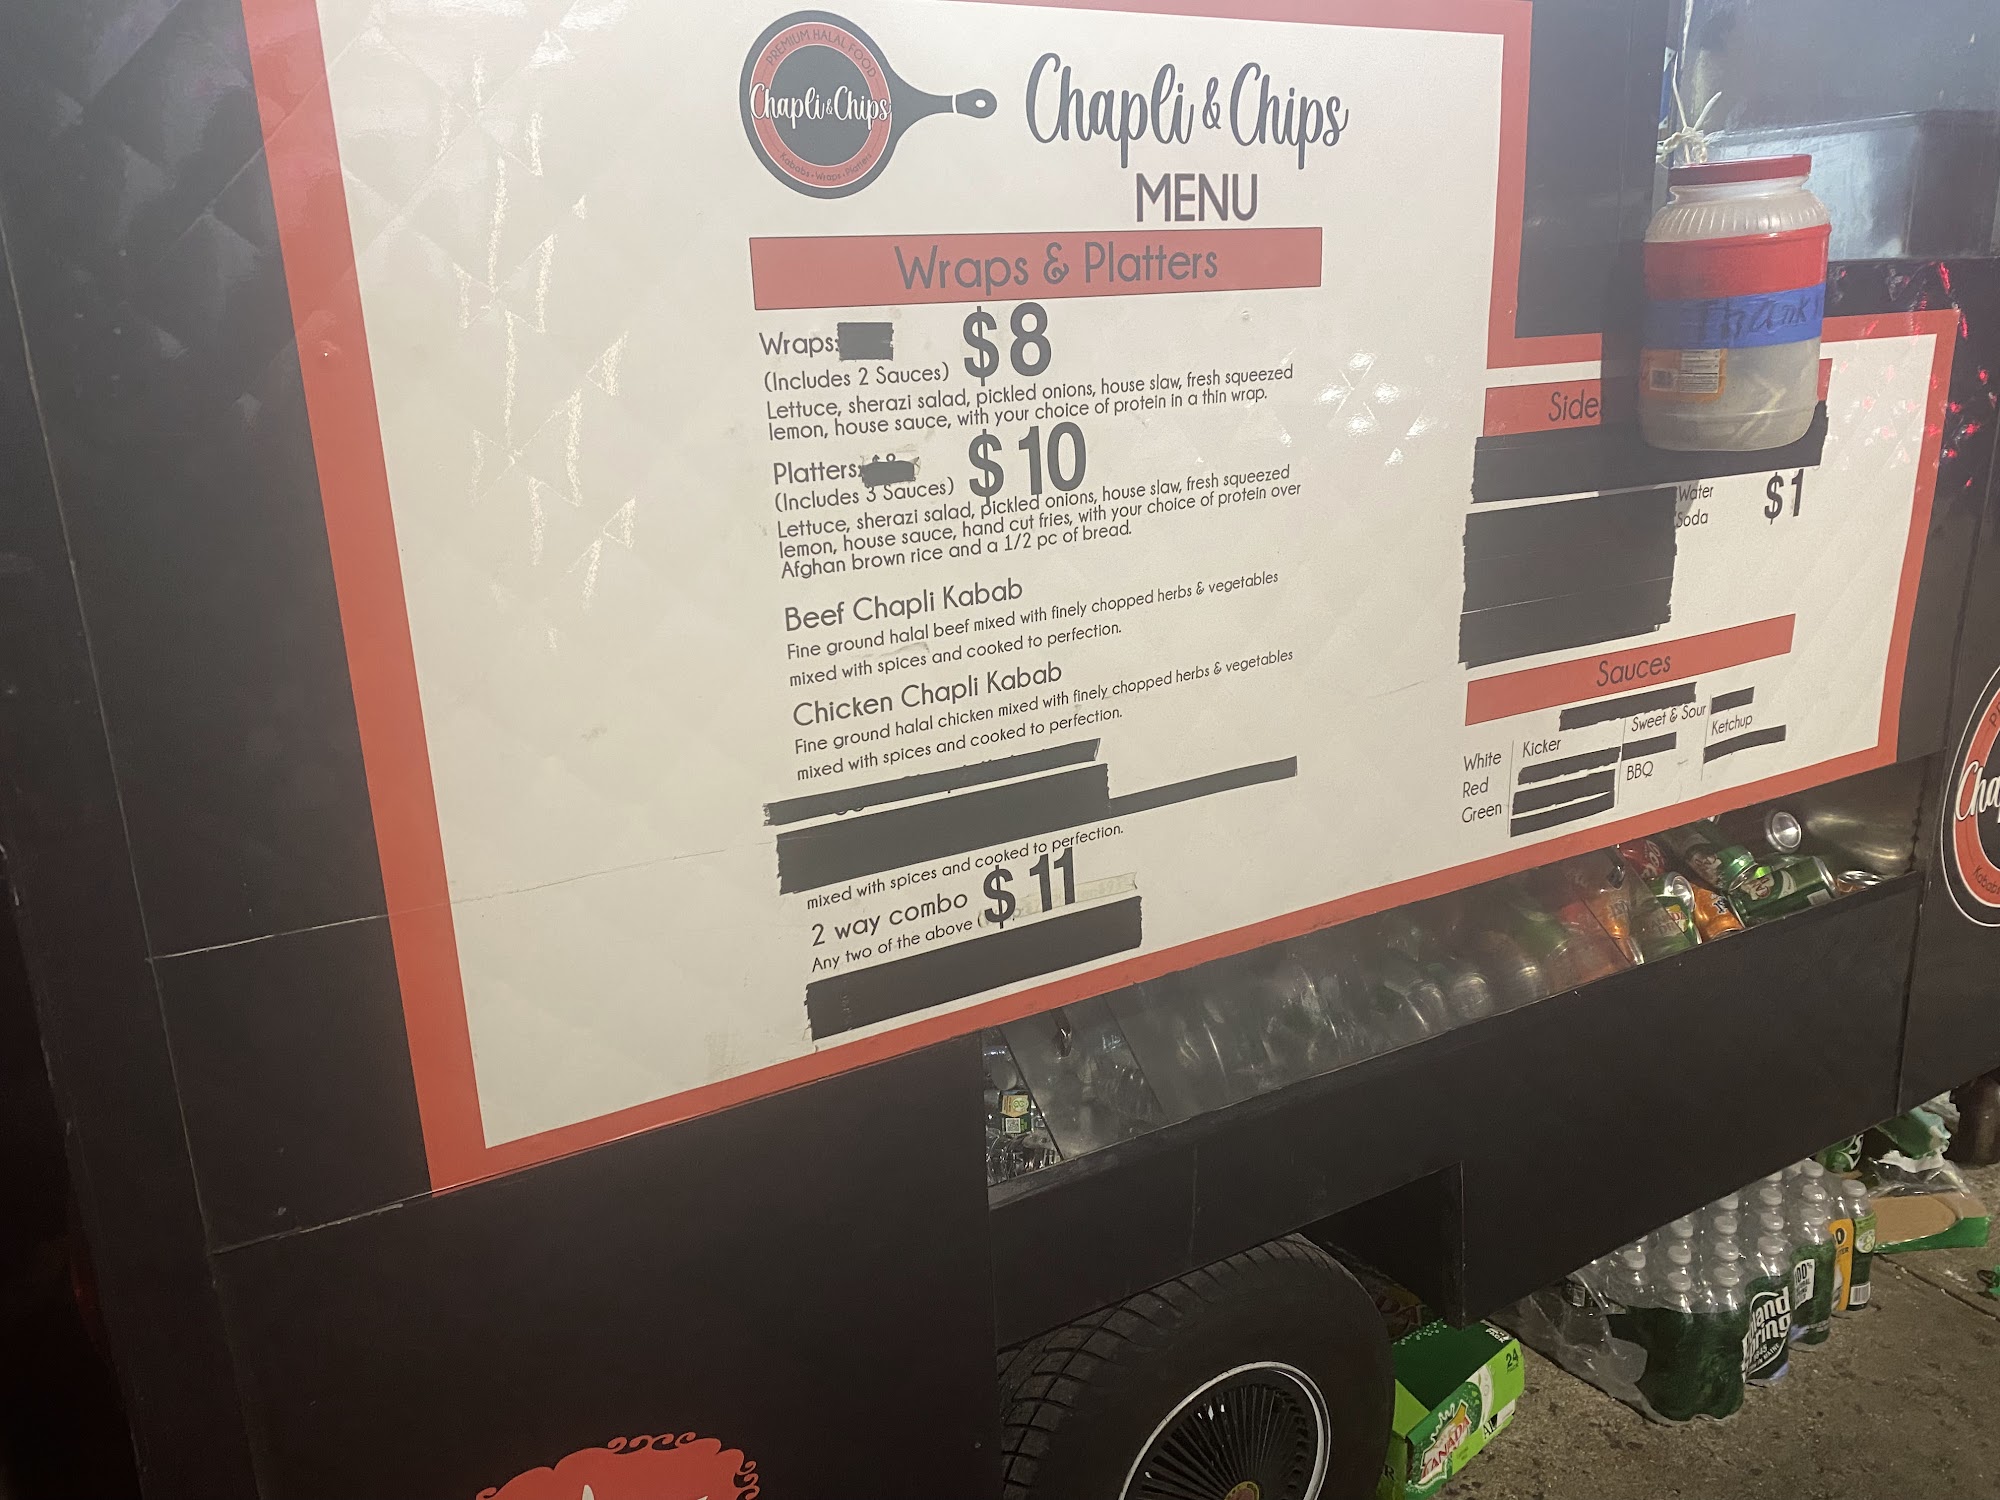 PREMIUM HALAL FOOD
Chapli & Chips
Kababs • Wraps • Platters
Chapli & Chips
MENU
Wraps & Platters
Wraps: $8
(Includes 2 Sauces)
Lettuce, sherazi salad, pickled onions, house slaw, fresh squeezed
lemon, house sauce, with your choice of protein in a thin wrap.
Platters: $10
(Includes 3 Sauces)
Lettuce, sherazi salad, pickled onions, house slaw, fresh squeezed
lemon, house sauce, hand cut fries, with your choice of protein over
Afghan brown rice and a 1/2 pc of bread.
Beef Chapli Kabab
Fine ground halal beef mixed with finely chopped herbs & vegetables
mixed with spices and cooked to perfection.
Chicken Chapli Kabab
Fine ground halal chicken mixed with finely chopped herbs & vegetables
mixed with spices and cooked to perfection.
mixed with spices and cooked to perfection.
2 way combo $11
Any two of the above
Side
Water $1
Soda
Sauces
White
Red
Green
Kicker
Sweet & Sour
BBQ
Ketchup
Thank
24
CANADA
100%